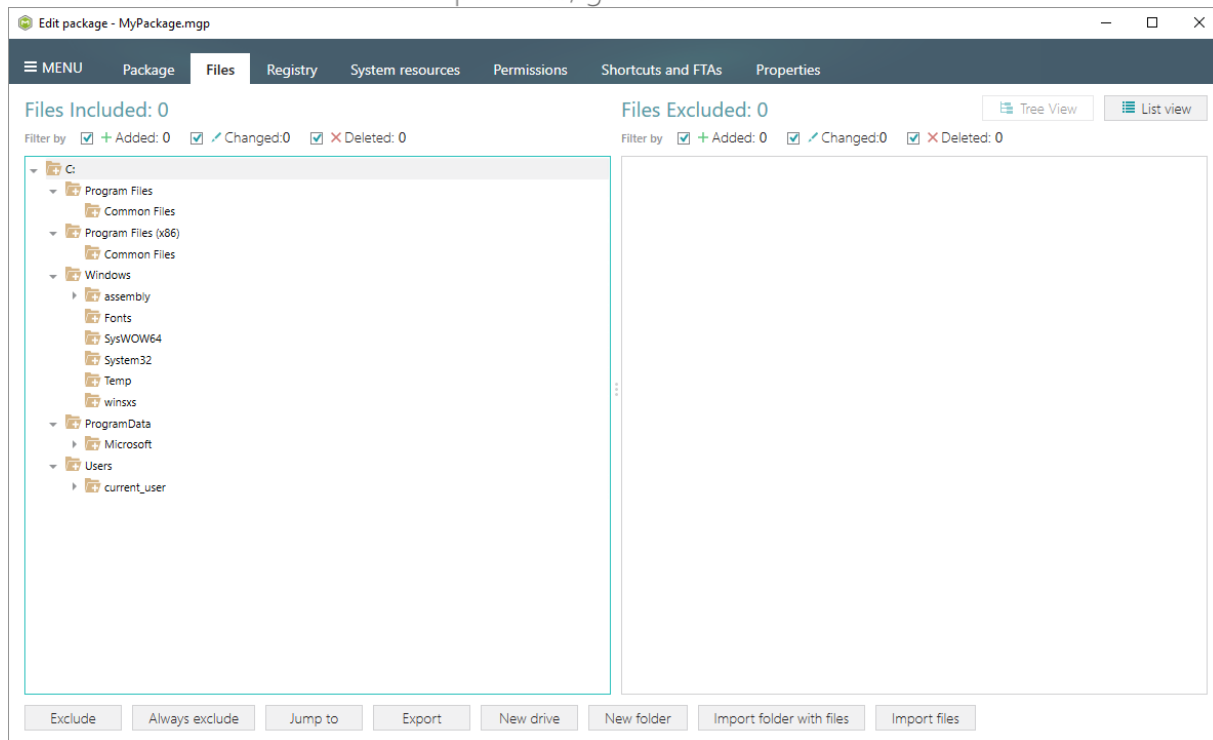 Edit package - MyPackage.mgp
MENU Package Files Registry System resources Permissions Shortcuts and FTAs Properties
Files Included: 0 Files Excluded: 0 Tree View List view
Filter by + Added: 0 Changed:0 Deleted: 0 Filter by + Added: 0 Changed:0 Deleted: 0
C:
Program Files
Common Files
Program Files (x86)
Common Files
Windows
assembly
Fonts
SysWOW64
System32
Temp
winsxs
ProgramData
Microsoft
Users
current_user
Exclude Always exclude Jump to Export New drive New folder Import folder with files Import files